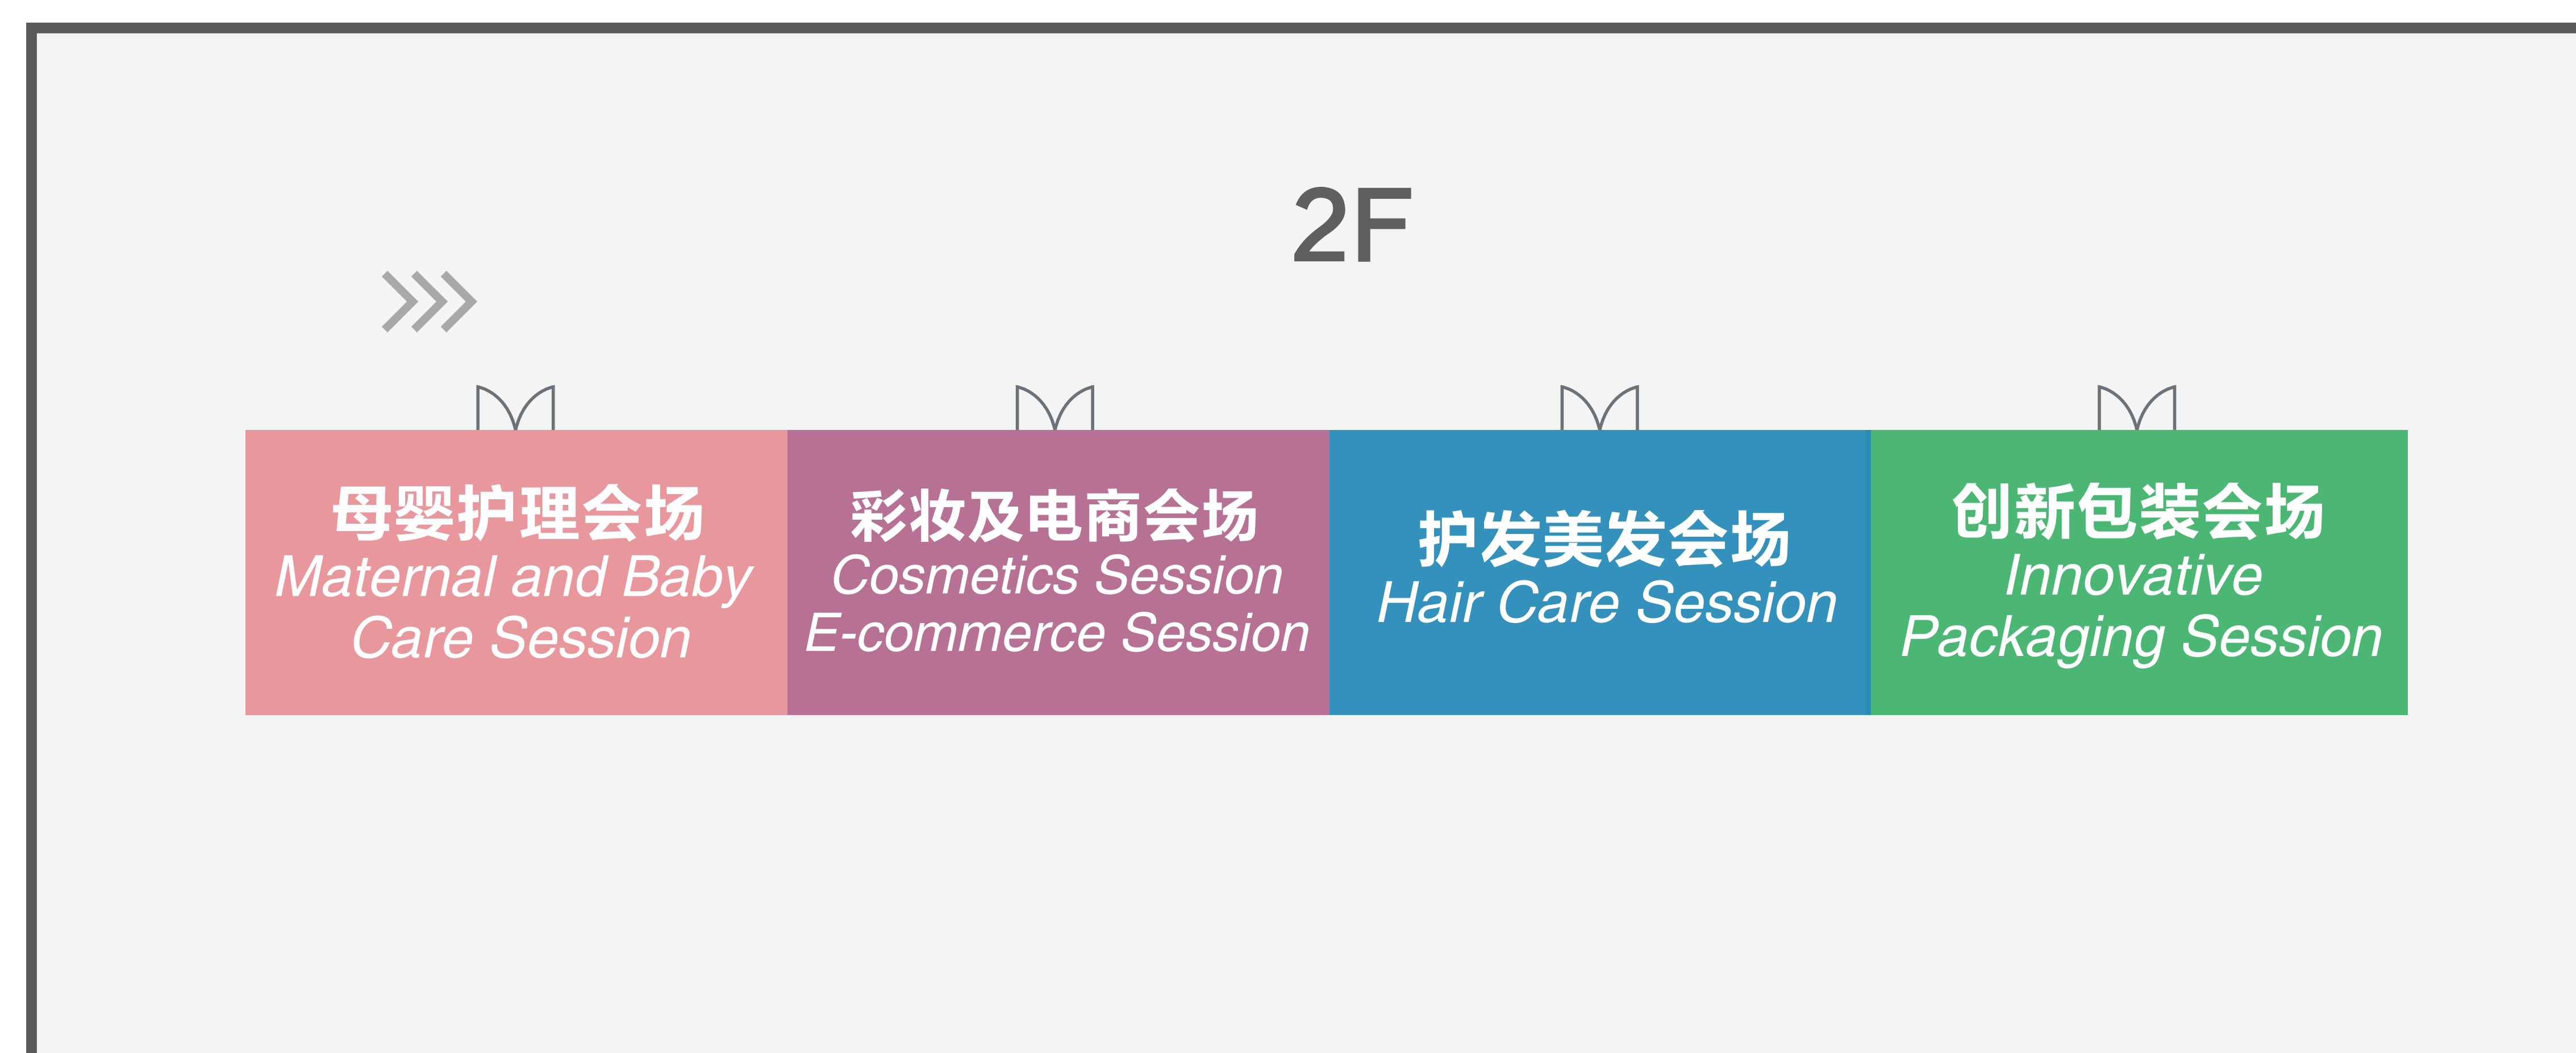 2F
母婴护理会场
Maternal and Baby
Care Session
彩妆及电商会场
Cosmetics Session
E-commerce Session
护发美发会场
Hair Care Session
创新包装会场
Innovative
Packaging Session